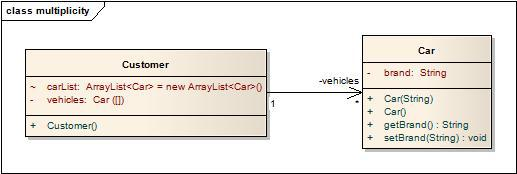 class multiplicity
Customer
~ carList: ArrayList<Car> = new ArrayList<Car>()
- vehicles: Car ([])
+ Customer()
-vehicles
1
*
Car
- brand: String
+ Car(String)
+ Car()
+ getBrand() : String
+ setBrand(String) : void